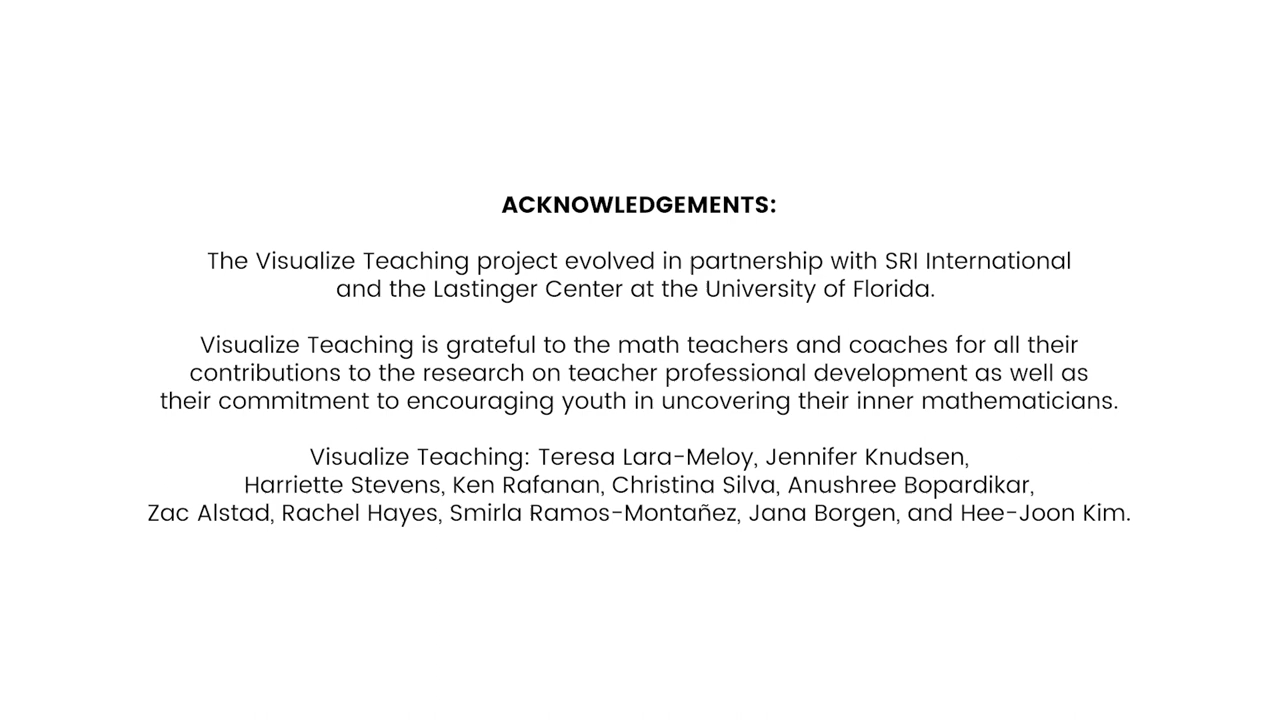 ACKNOWLEDGEMENTS:
The Visualize Teaching project evolved in partnership with SRI International
and the Lastinger Center at the University of Florida.
Visualize Teaching is grateful to the math teachers and coaches for all their
contributions to the research on teacher professional development as well as
their commitment to encouraging youth in uncovering their inner mathematicians.
Visualize Teaching: Teresa Lara-Meloy, Jennifer Knudsen,
Harriette Stevens, Ken Rafanan, Christina Silva, Anushree Bopardikar,
Zac Alstad, Rachel Hayes, Smirla Ramos-Montañez, Jana Borgen, and Hee-Joon Kim.